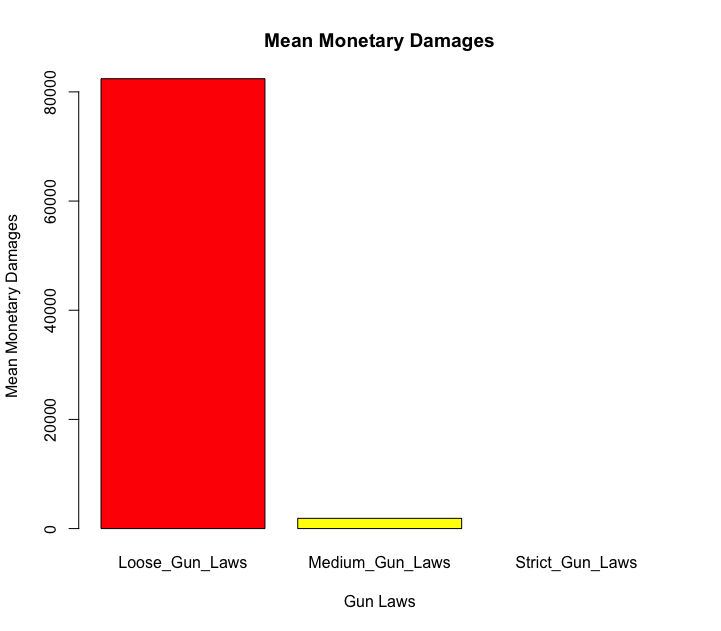 Mean Monetary Damages
Mean Monetary Damages
80000
60000
40000
20000
0
Loose_Gun_Laws Medium_Gun_Laws Strict_Gun_Laws
Gun Laws